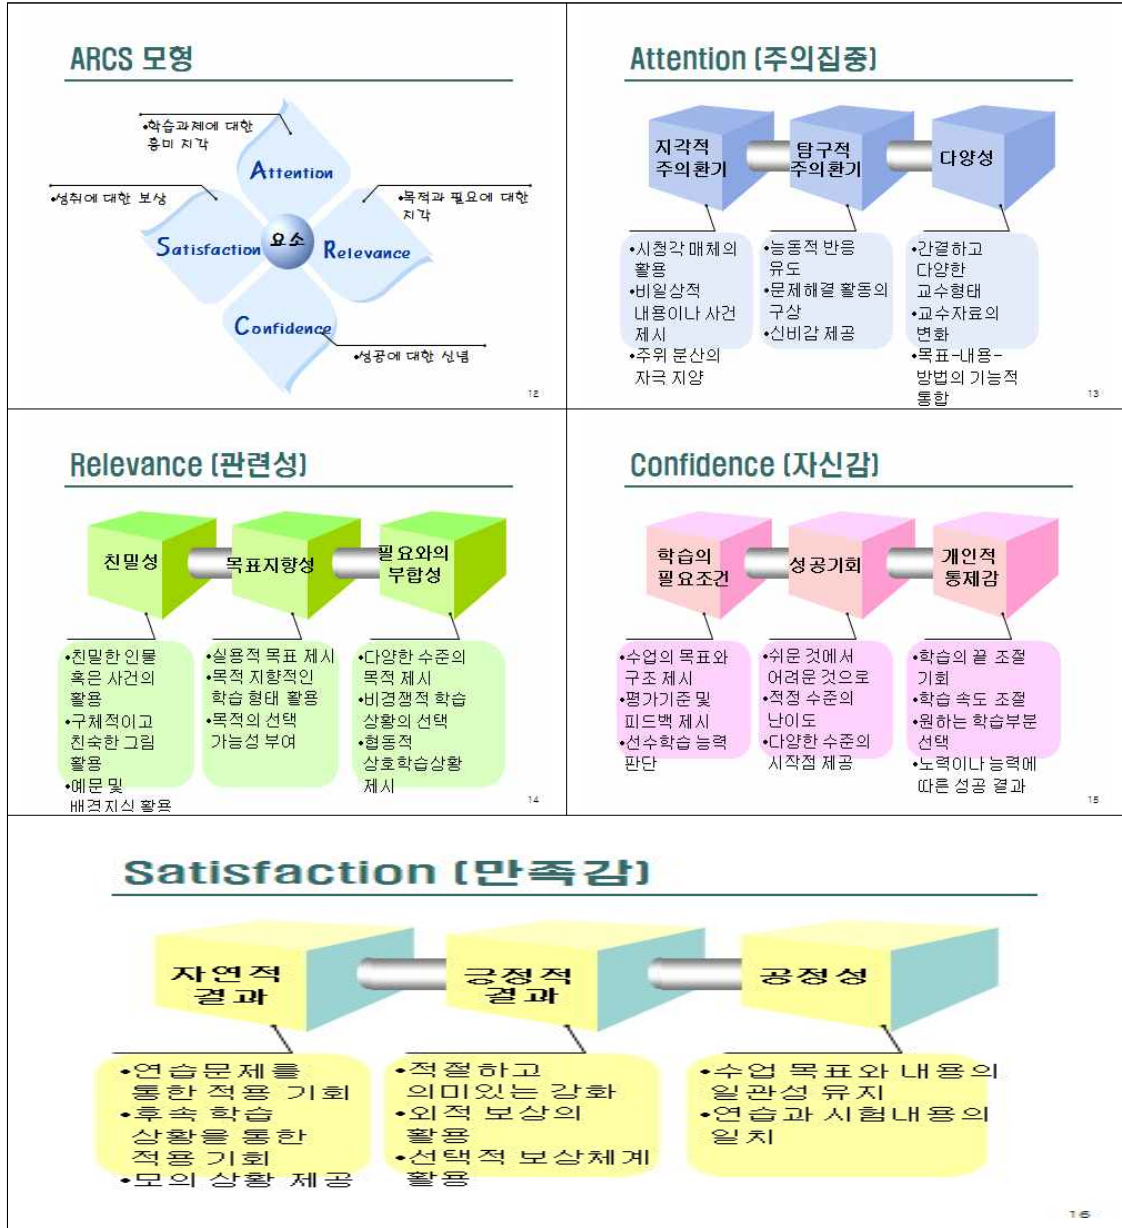 ARCS 모형
•학습과제에 대한
흥미 지각
Attention
•성취에 대한 보상
•목적과 필요에 대한
지각
Satisfaction
요소
Relevance
Confidence
•성공에 대한 신념
12
Attention (주의집중)
지각적
주의환기
탐구적
주의환기
다양성
•시청각 매체의
활용
•비일상적
내용이나 사건
제시
•주위 분산의
자극 지양
•능동적 반응
유도
•문제해결 활동의
구상
•신비감 제공
•간결하고
다양한
교수형태
•교수자료의
변화
•목표-내용-
방법의 기능적
통합
13
Relevance (관련성)
친밀성
목표지향성
필요와의
부합성
•친밀한 인물
혹은 사건의
활용
•구체적이고
친숙한 그림
활용
•예문 및
배경지식 활용
•실용적 목표 제시
•목적 지향적인
학습 형태 활용
•목적의 선택
가능성 부여
•다양한 수준의
목적 제시
•비경쟁적 학습
상황의 선택
•협동적
상호학습상황
제시
14
Confidence (자신감)
학습의
필요조건
성공기회
개인적
통제감
•수업의 목표와
구조 제시
•평가기준 및
피드백 제시
•선수학습 능력
판단
•쉬운 것에서
어려운 것으로
•적정 수준의
난이도
•다양한 수준의
시작점 제공
•학습의 끝 조절
기회
•학습 속도 조절
•원하는 학습부분
선택
•노력이나 능력에
따른 성공 결과
15
Satisfaction (만족감)
자연적
결과
긍정적
결과
공정성
•연습문제를
통한 적용 기회
•후속 학습
상황을 통한
적용 기회
•모의 상황 제공
•적절하고
의미있는 강화
•외적 보상의
활용
•선택적 보상체계
활용
•수업 목표와 내용의
일관성 유지
•연습과 시험내용의
일치
16